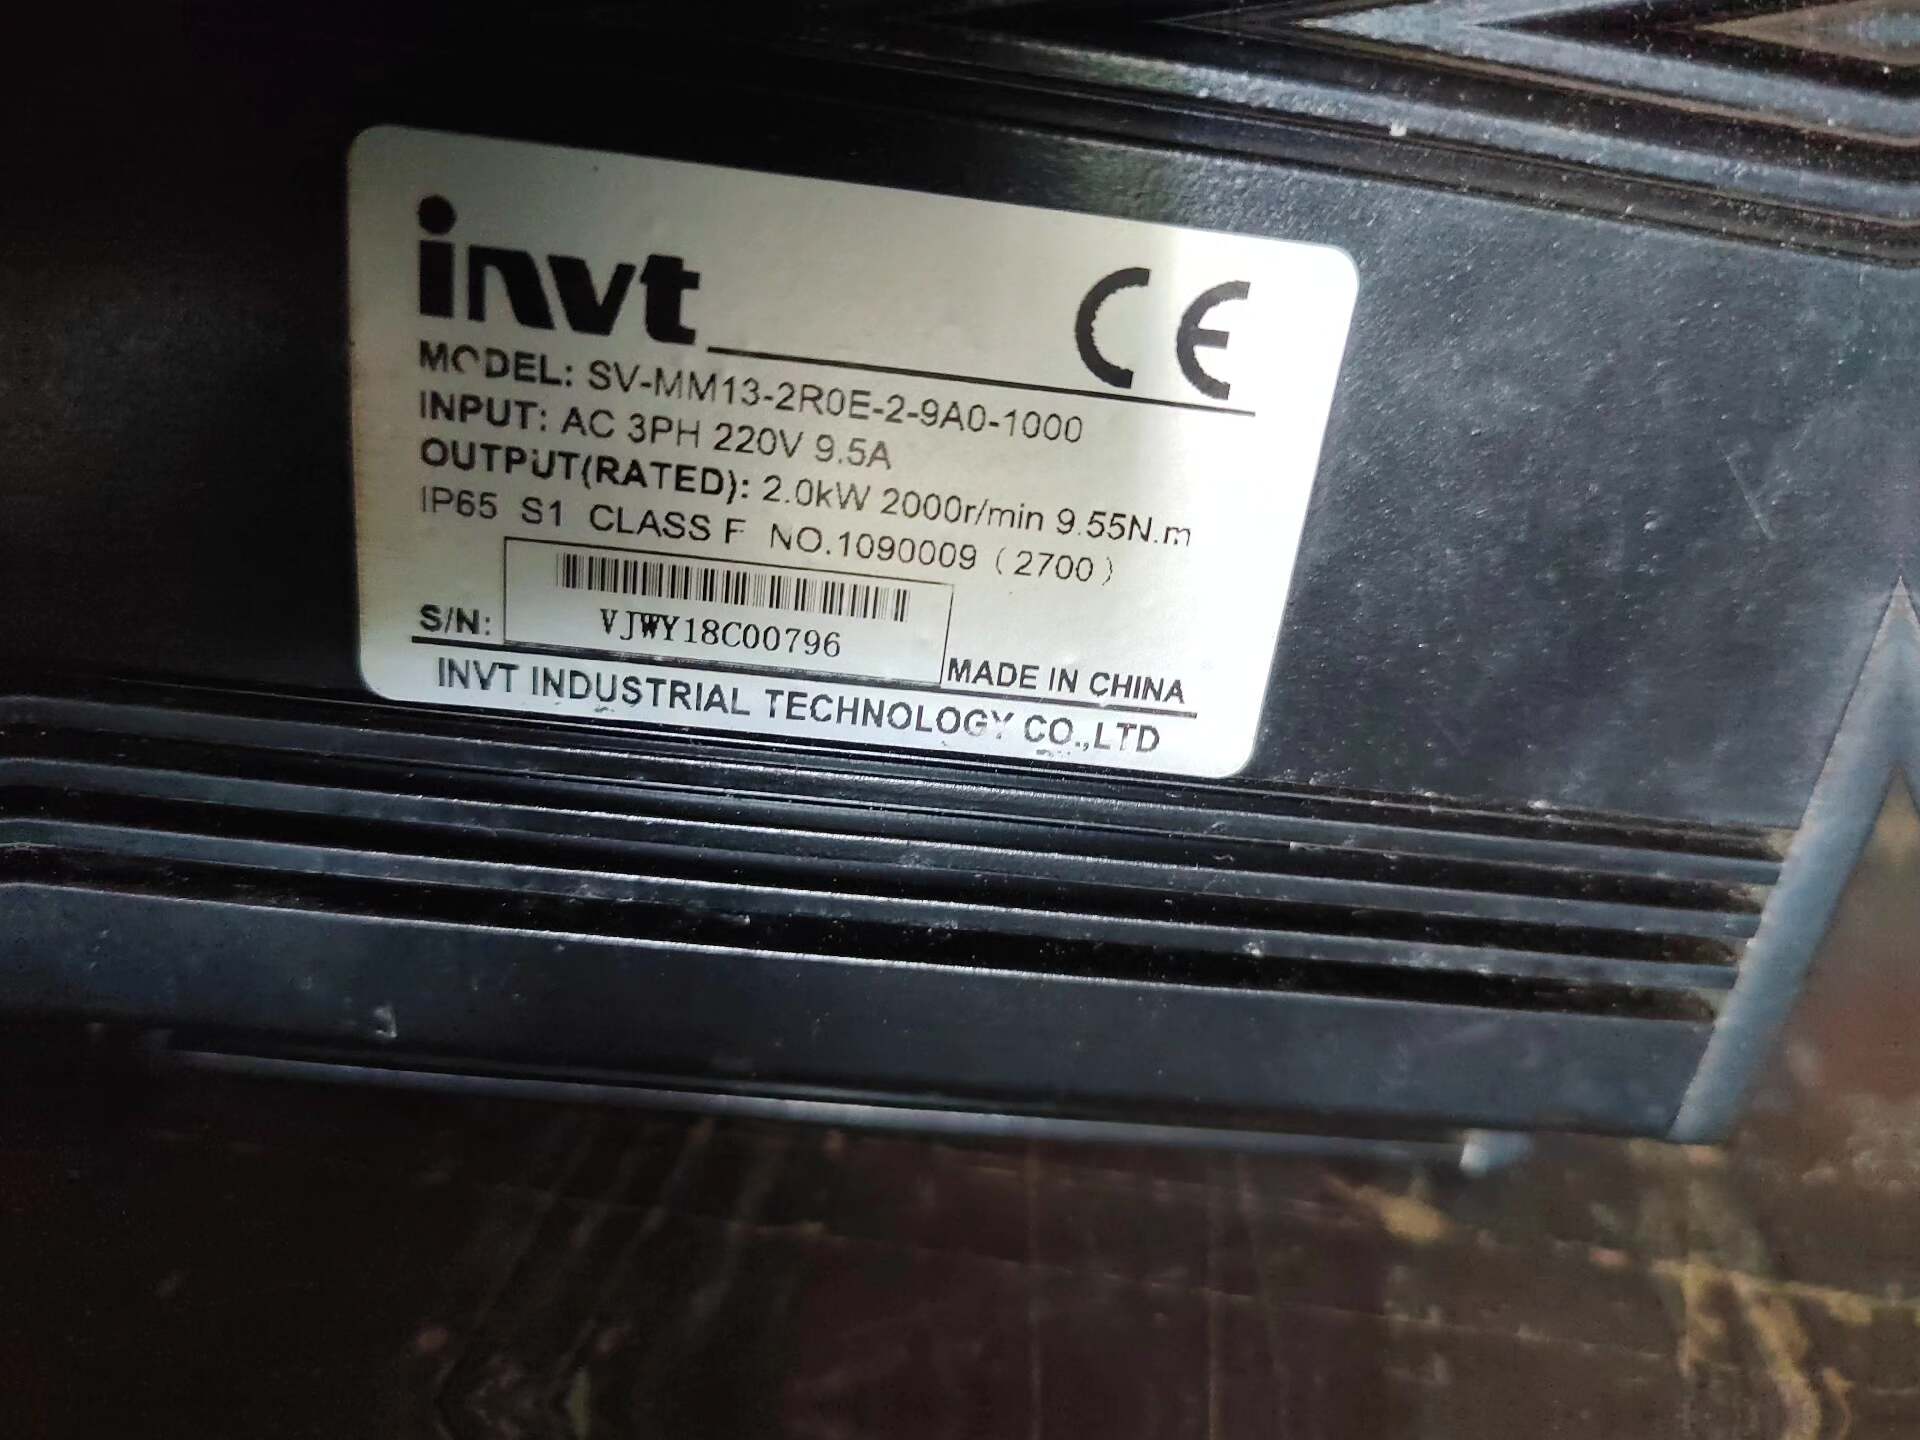 invt
CE
MODEL: SV-MM13-2R0E-2-9A0-1000
INPUT: AC 3PH 220V 9.5A
OUTPUT(RATED): 2.0kW 2000r/min 9.55N.m
IP65 S1 CLASS F NO.1090009 (2700)
S/N: VJWY18C00796
MADE IN CHINA
INVT INDUSTRIAL TECHNOLOGY CO.,LTD